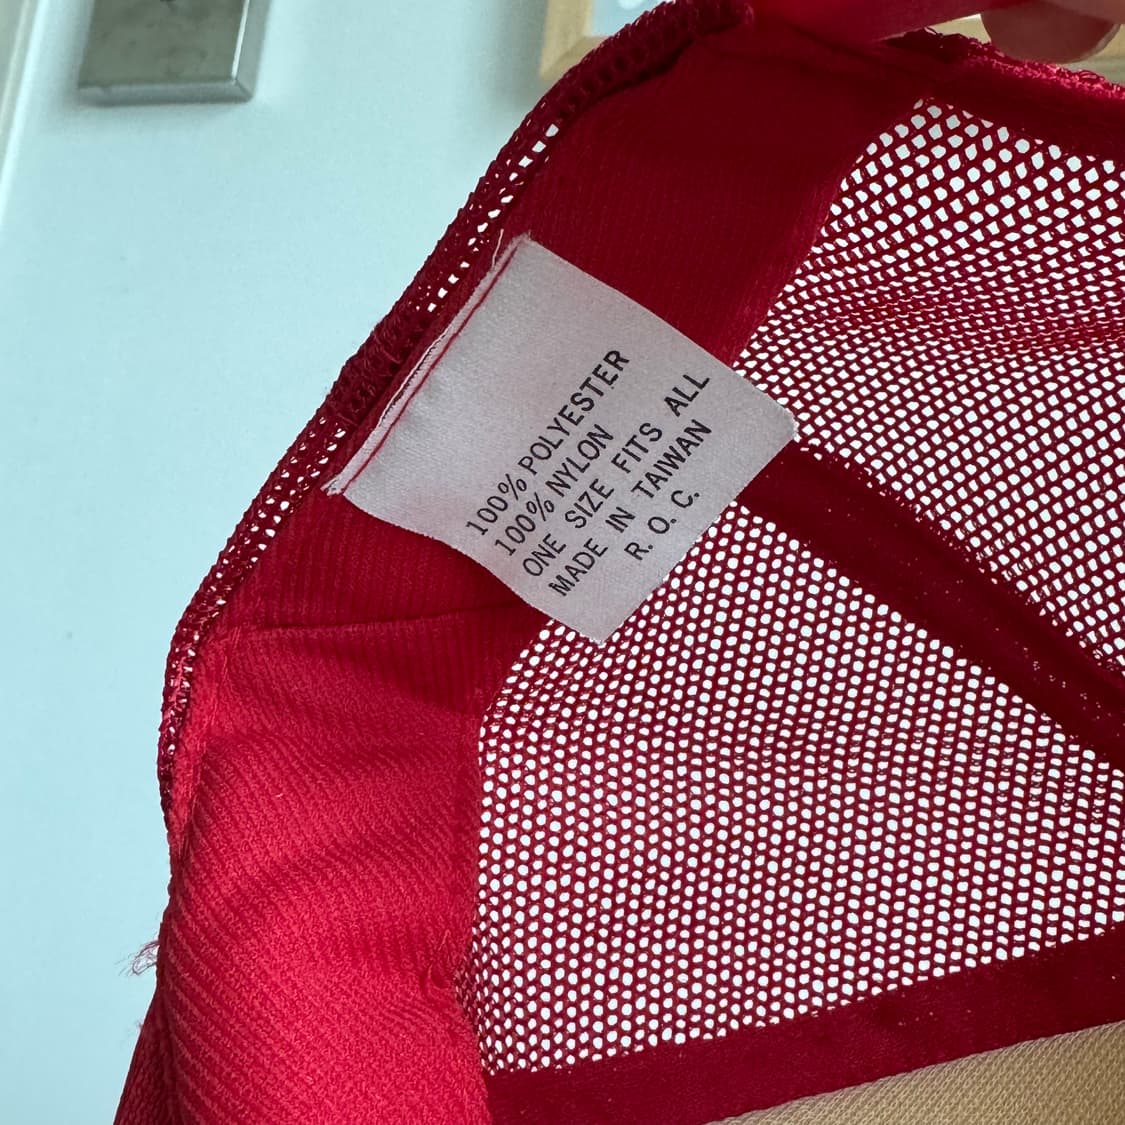 100% POLYESTER
100% NYLON
ONE SIZE FITS ALL
MADE IN TAIWAN
R. O. C.